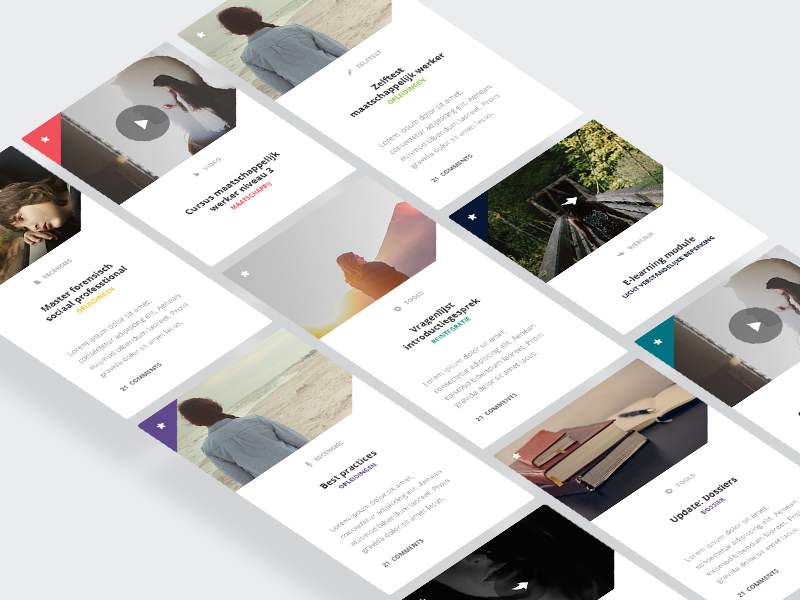 ZELFTEST
Zelftest
maatschappelijk werker
OPLEIDINGEN
Lorem ipsum dolor sit amet,
consectetur adipiscing elit. Aenean
euismod bibendum laoreet. Proin
gravida dolor sit amet lacus.
21 COMMENTS
VIDEO
Cursus maatschappelijk
werker niveau 3
MAATSCHAPPIJ
RECENSIES
Master forensisch
sociaal professional
OPLEIDINGEN
Lorem ipsum dolor sit amet,
consectetur adipiscing elit. Aenean
euismod bibendum laoreet. Proin
gravida dolor sit amet lacus.
21 COMMENTS
WEBLINK
E-learning module
LICHT VERSTANDELIJKE BEPERKING
TOOLS
Vragenlijst
introductiegesprek
REINTEGRATIE
Lorem ipsum dolor sit amet,
consectetur adipiscing elit. Aenean
euismod bibendum laoreet. Proin
gravida dolor sit amet lacus.
21 COMMENTS
Best practices
OPLEIDINGEN
Lorem ipsum dolor sit amet,
consectetur adipiscing elit. Aenean
euismod bibendum laoreet. Proin
gravida dolor sit amet lacus.
21 COMMENTS
TOOLS
Update: Dossiers
DOSSIER
Lorem ipsum dolor sit amet,
consectetur adipiscing elit. Aenean
euismod bibendum laoreet. Proin
gravida dolor sit amet lacus.
21 COMMENTS